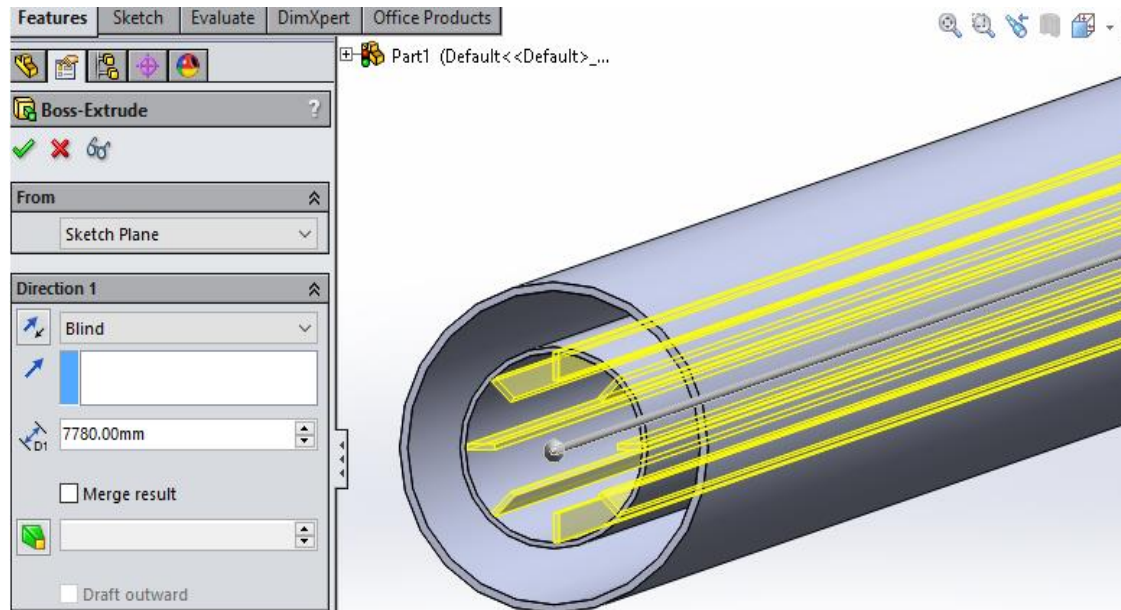 Features Sketch Evaluate DimXpert Office Products
Part1 (Default<<Default>_...
Boss-Extrude ?
From
Sketch Plane
Direction 1
Blind
D1 7780.00mm
Merge result
Draft outward